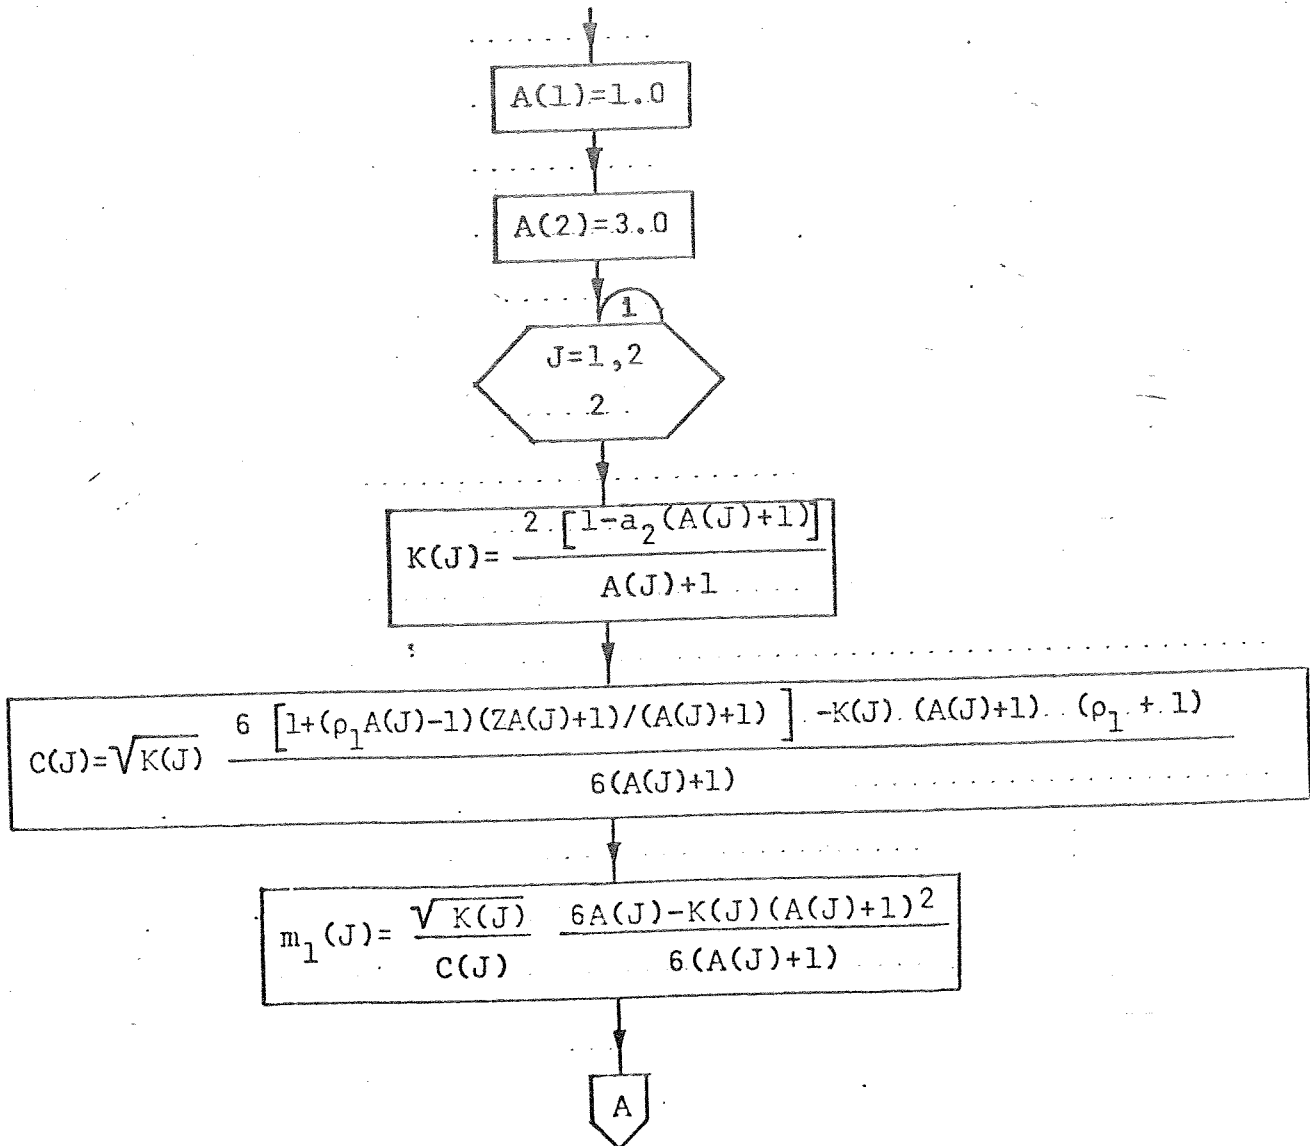 A(1)=1.0
A(2)=3.0
1
J=1,2
2
K(J)= 2 [1-a₂(A(J)+1)] / A(J)+1
C(J)=√K(J) 6 [1+(ρ₁A(J)-1)(ZA(J)+1)/(A(J)+1) ] -K(J) (A(J)+1) (ρ₁ + 1) / 6(A(J)+1)
m₁(J)= √K(J) / C(J) 6A(J)-K(J)(A(J)+1)² / 6(A(J)+1)
A